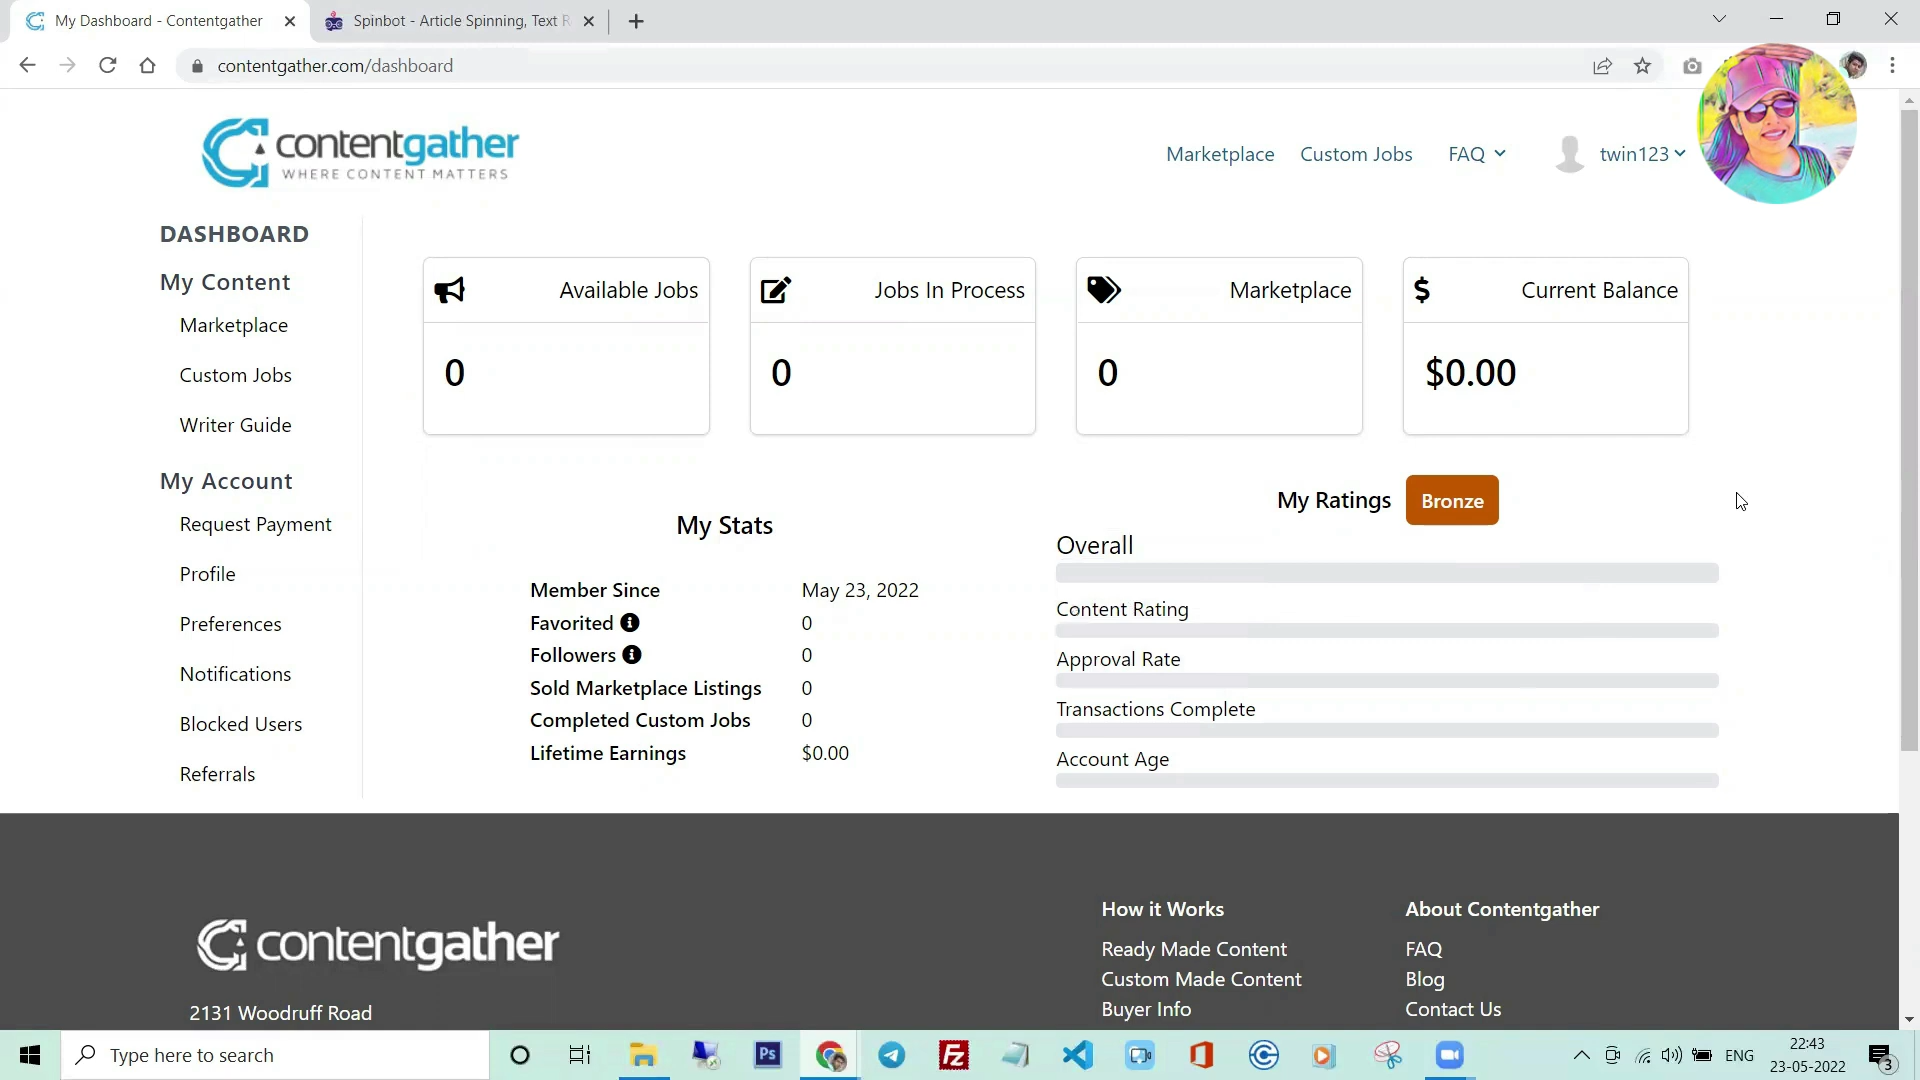 My Dashboard - Contentgather
Spinbot - Article Spinning, Text R
contentgather.com/dashboard
contentgather
WHERE CONTENT MATTERS
Marketplace
Custom Jobs
FAQ
twin123
DASHBOARD
My Content
Marketplace
Custom Jobs
Writer Guide
My Account
Request Payment
Profile
Preferences
Notifications
Blocked Users
Referrals
Available Jobs
0
Jobs In Process
0
Marketplace
0
$ Current Balance
$0.00
My Stats
Member Since May 23, 2022
Favorited 0
Followers 0
Sold Marketplace Listings 0
Completed Custom Jobs 0
Lifetime Earnings $0.00
My Ratings Bronze
Overall
Content Rating
Approval Rate
Transactions Complete
Account Age
contentgather
2131 Woodruff Road
How it Works
Ready Made Content
Custom Made Content
Buyer Info
About Contentgather
FAQ
Blog
Contact Us
Type here to search
Ps
Fz
ENG
22:43
23-05-2022
3